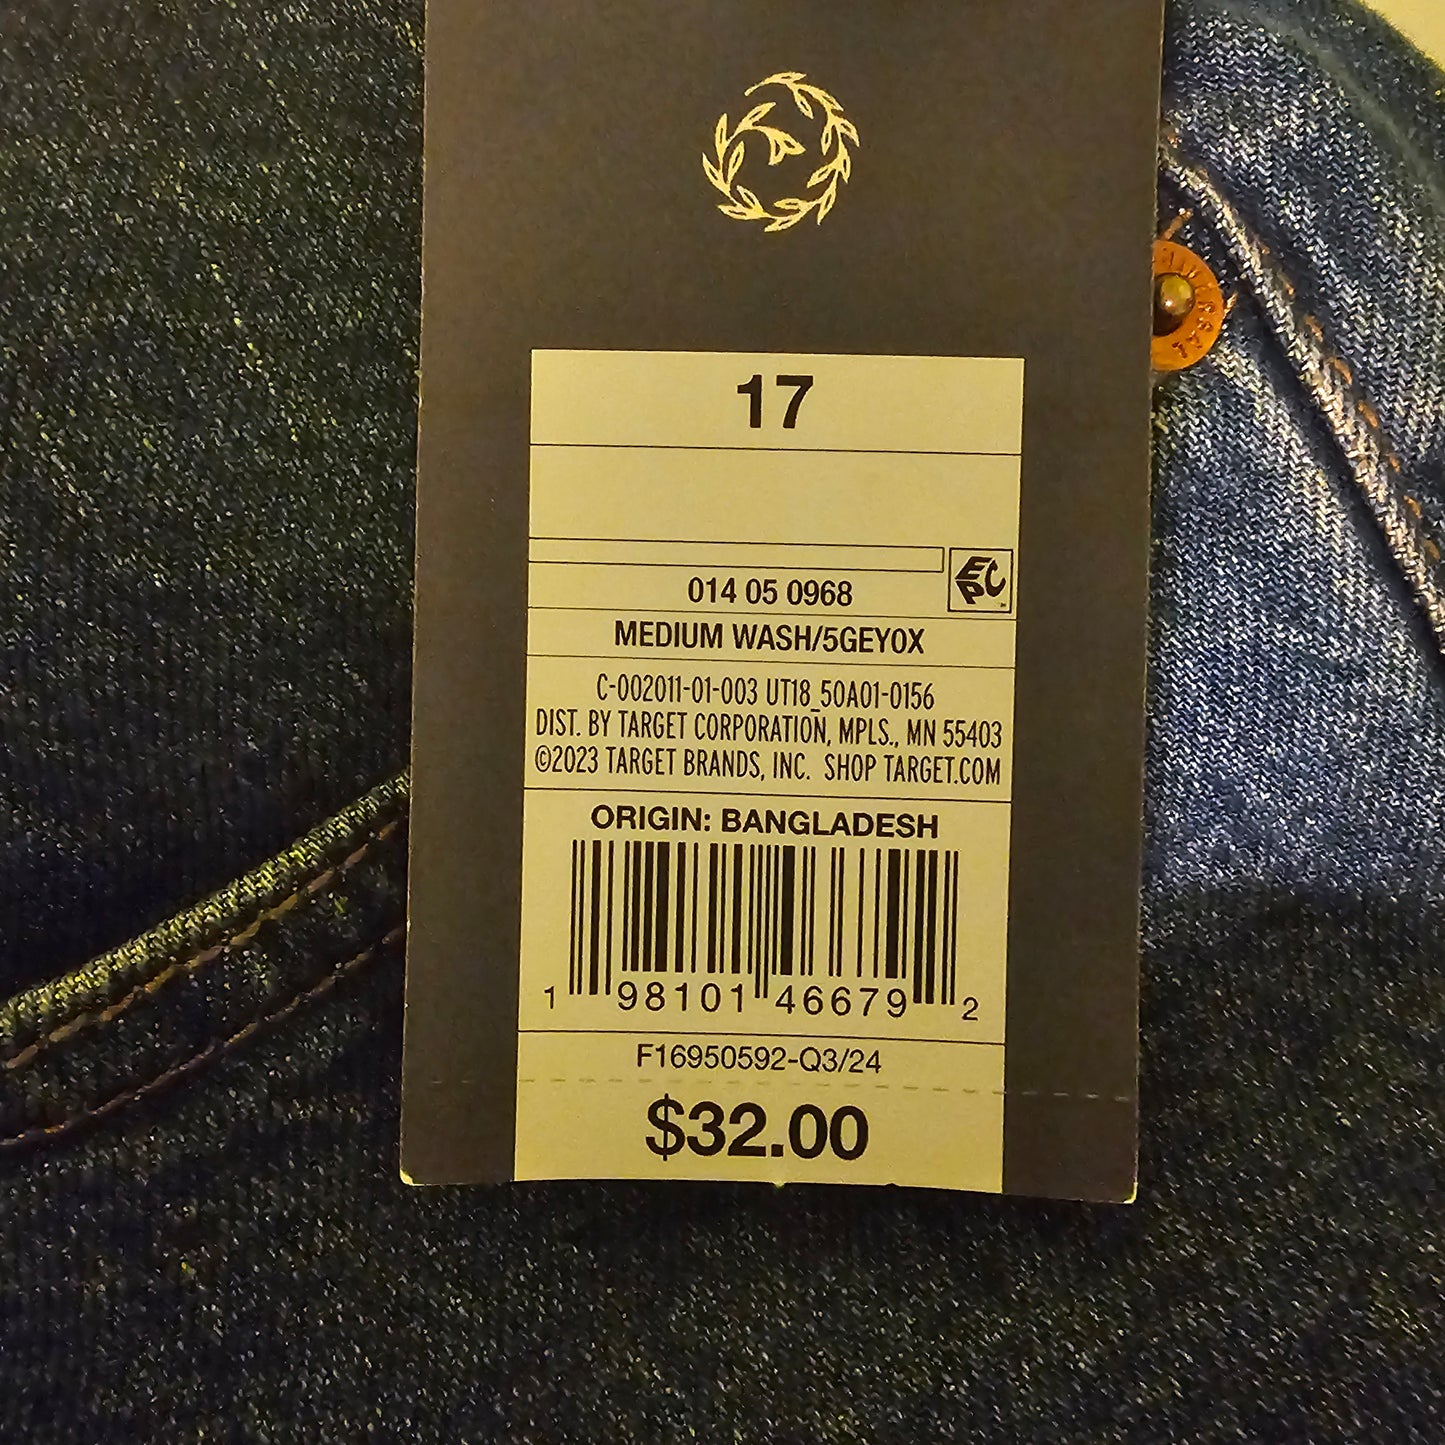 17
EPC
014 05 0968
MEDIUM WASH/5GEY0X
C-002011-01-003 UT18_50A01-0156
DIST. BY TARGET CORPORATION, MPLS., MN 55403
©2023 TARGET BRANDS, INC. SHOP TARGET.COM
ORIGIN: BANGLADESH
1 98101 46679 2
F16950592-Q3/24
$32.00